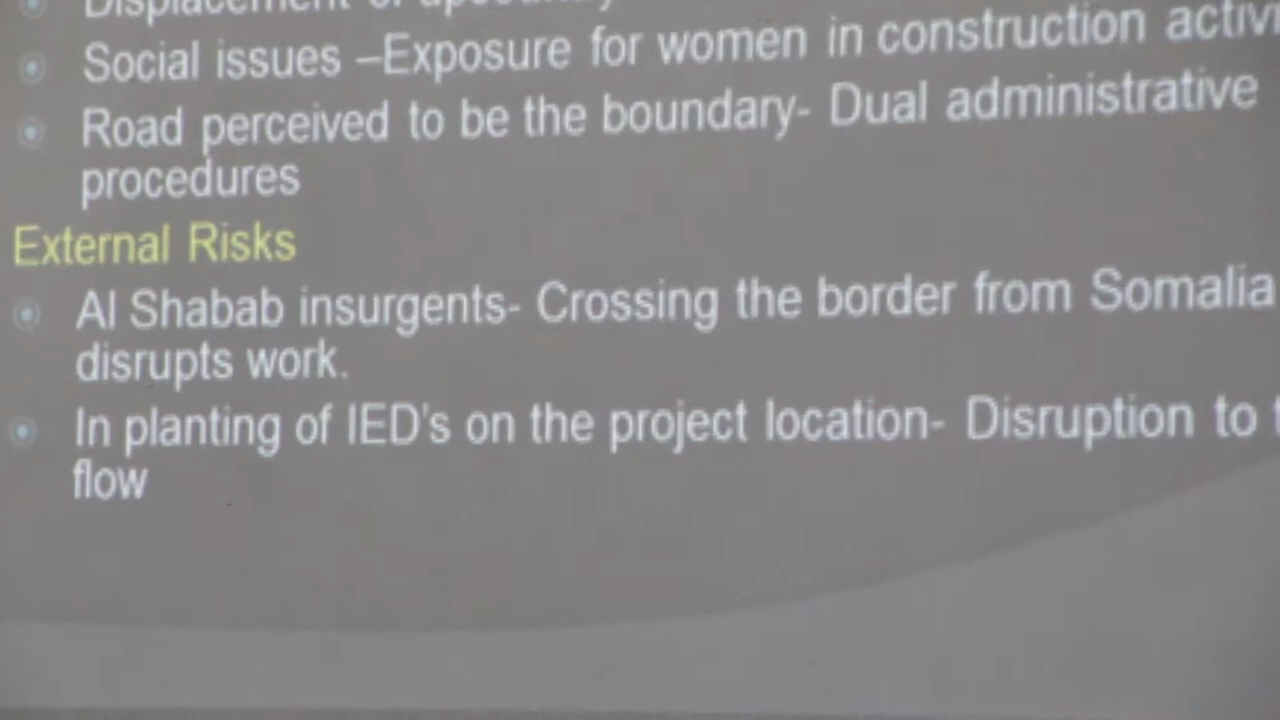 Displacement of
Social issues –Exposure for women in construction
Road perceived to be the boundary- Dual administrative
procedures
External Risks
Al Shabab insurgents- Crossing the border from Somalia
disrupts work.
In planting of IED's on the project location- Disruption to
flow